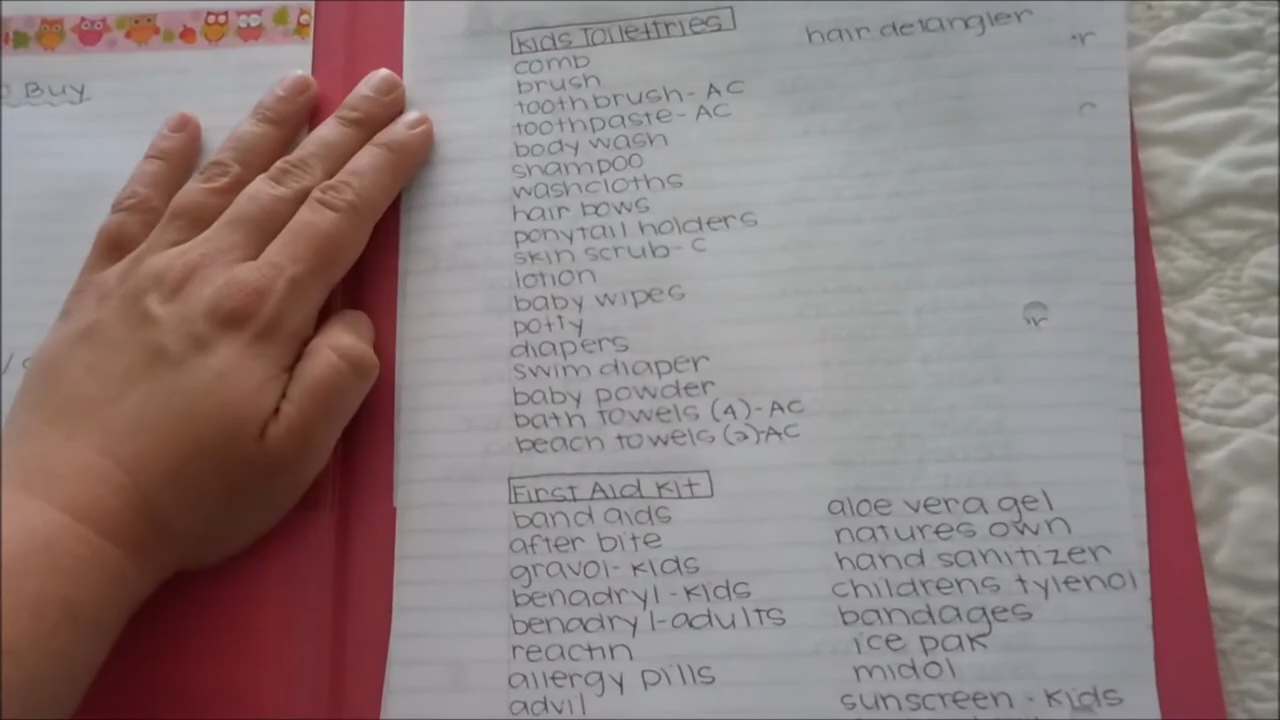 Buy
Kids Toilettries
comb
brush
toothbrush - AC
toothpaste - AC
body wash
shampoo
washcloths
hair bows
ponytail holders
skin scrub - C
lotion
baby wipes
potty
diapers
swim diaper
baby powder
bath towels (4) - AC
beach towels (2) - AC
hair detangler
First Aid Kit
band aids
after bite
gravol - kids
benadryl - kids
benadryl - adults
reactin
allergy pills
advil
aloe vera gel
natures own
hand sanitizer
childrens tylenol
bandages
ice pak
midol
sunscreen - kids